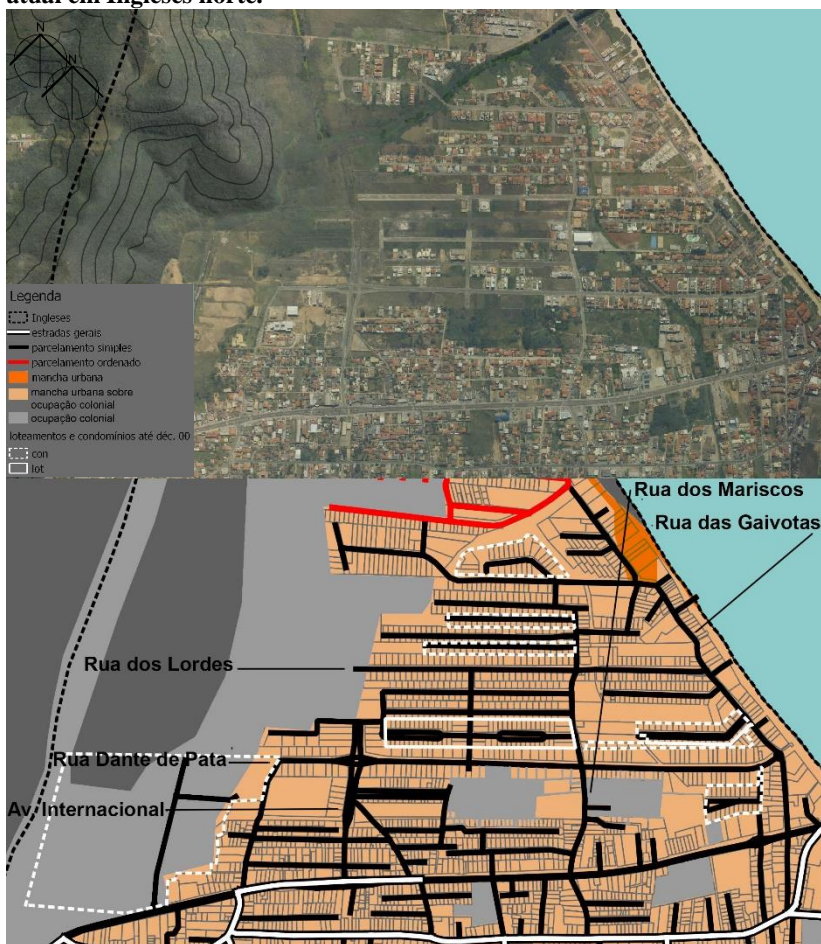 atual em Ingleses norte.
N
N
Legenda
Ingleses
estradas gerais
parcelamento simples
parcelamento ordenado
mancha urbana
mancha urbana sobre
ocupação colonial
ocupação colonial
loteamentos e condomínios até déc. 00
con
lot
Rua dos Mariscos
Rua das Gaivotas
Rua dos Lordes
Rua Dante de Pata
Av. Internacional